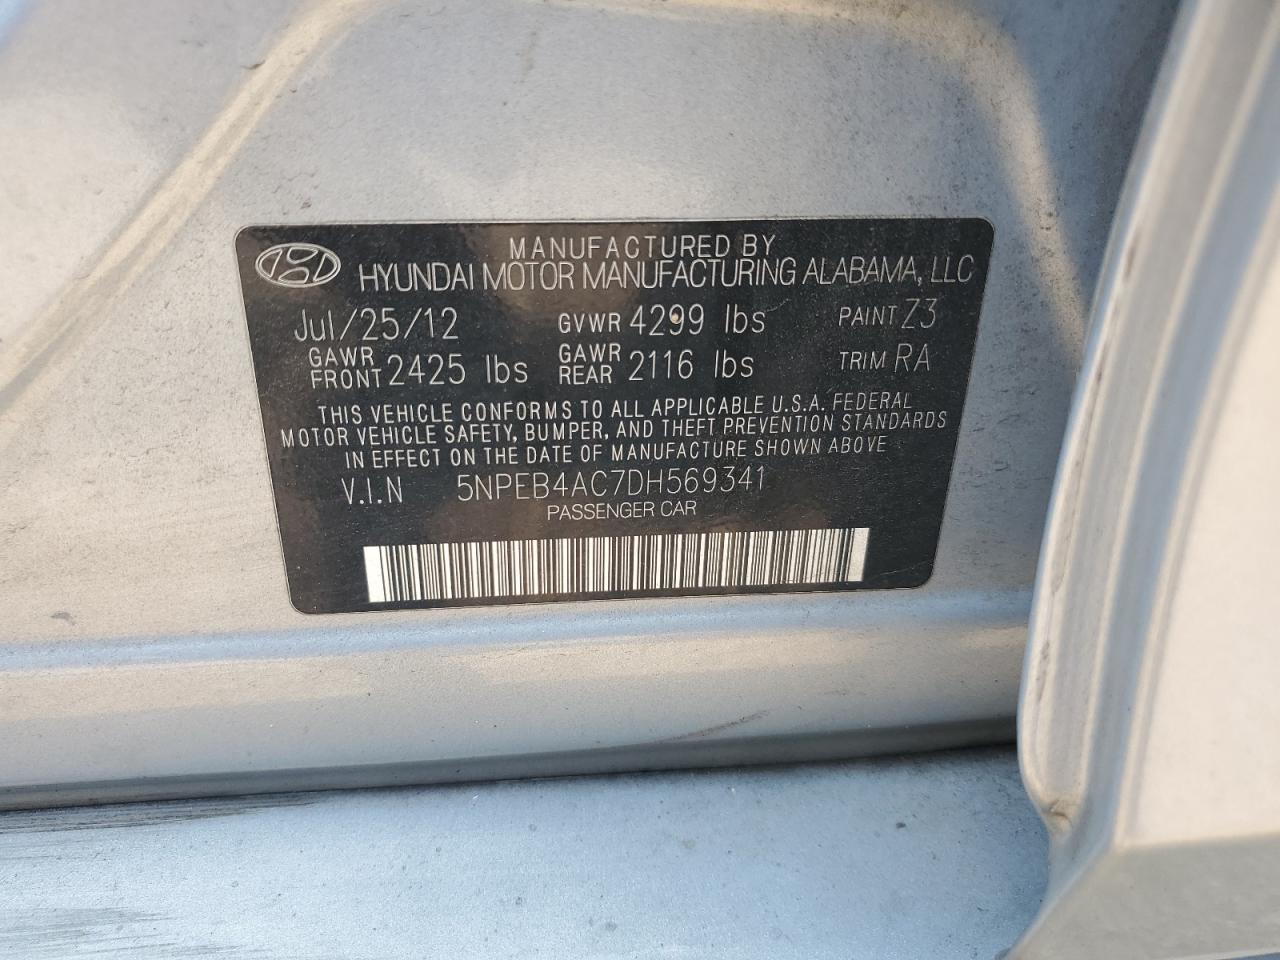 MANUFACTURED BY
HYUNDAI MOTOR MANUFACTURING ALABAMA, LLC
Jul/25/12 GVWR 4299 lbs PAINT Z3
GAWR FRONT 2425 lbs GAWR REAR 2116 lbs TRIM RA
THIS VEHICLE CONFORMS TO ALL APPLICABLE U.S.A. FEDERAL
MOTOR VEHICLE SAFETY, BUMPER, AND THEFT PREVENTION STANDARDS
IN EFFECT ON THE DATE OF MANUFACTURE SHOWN ABOVE
V.I.N 5NPEB4AC7DH569341
PASSENGER CAR